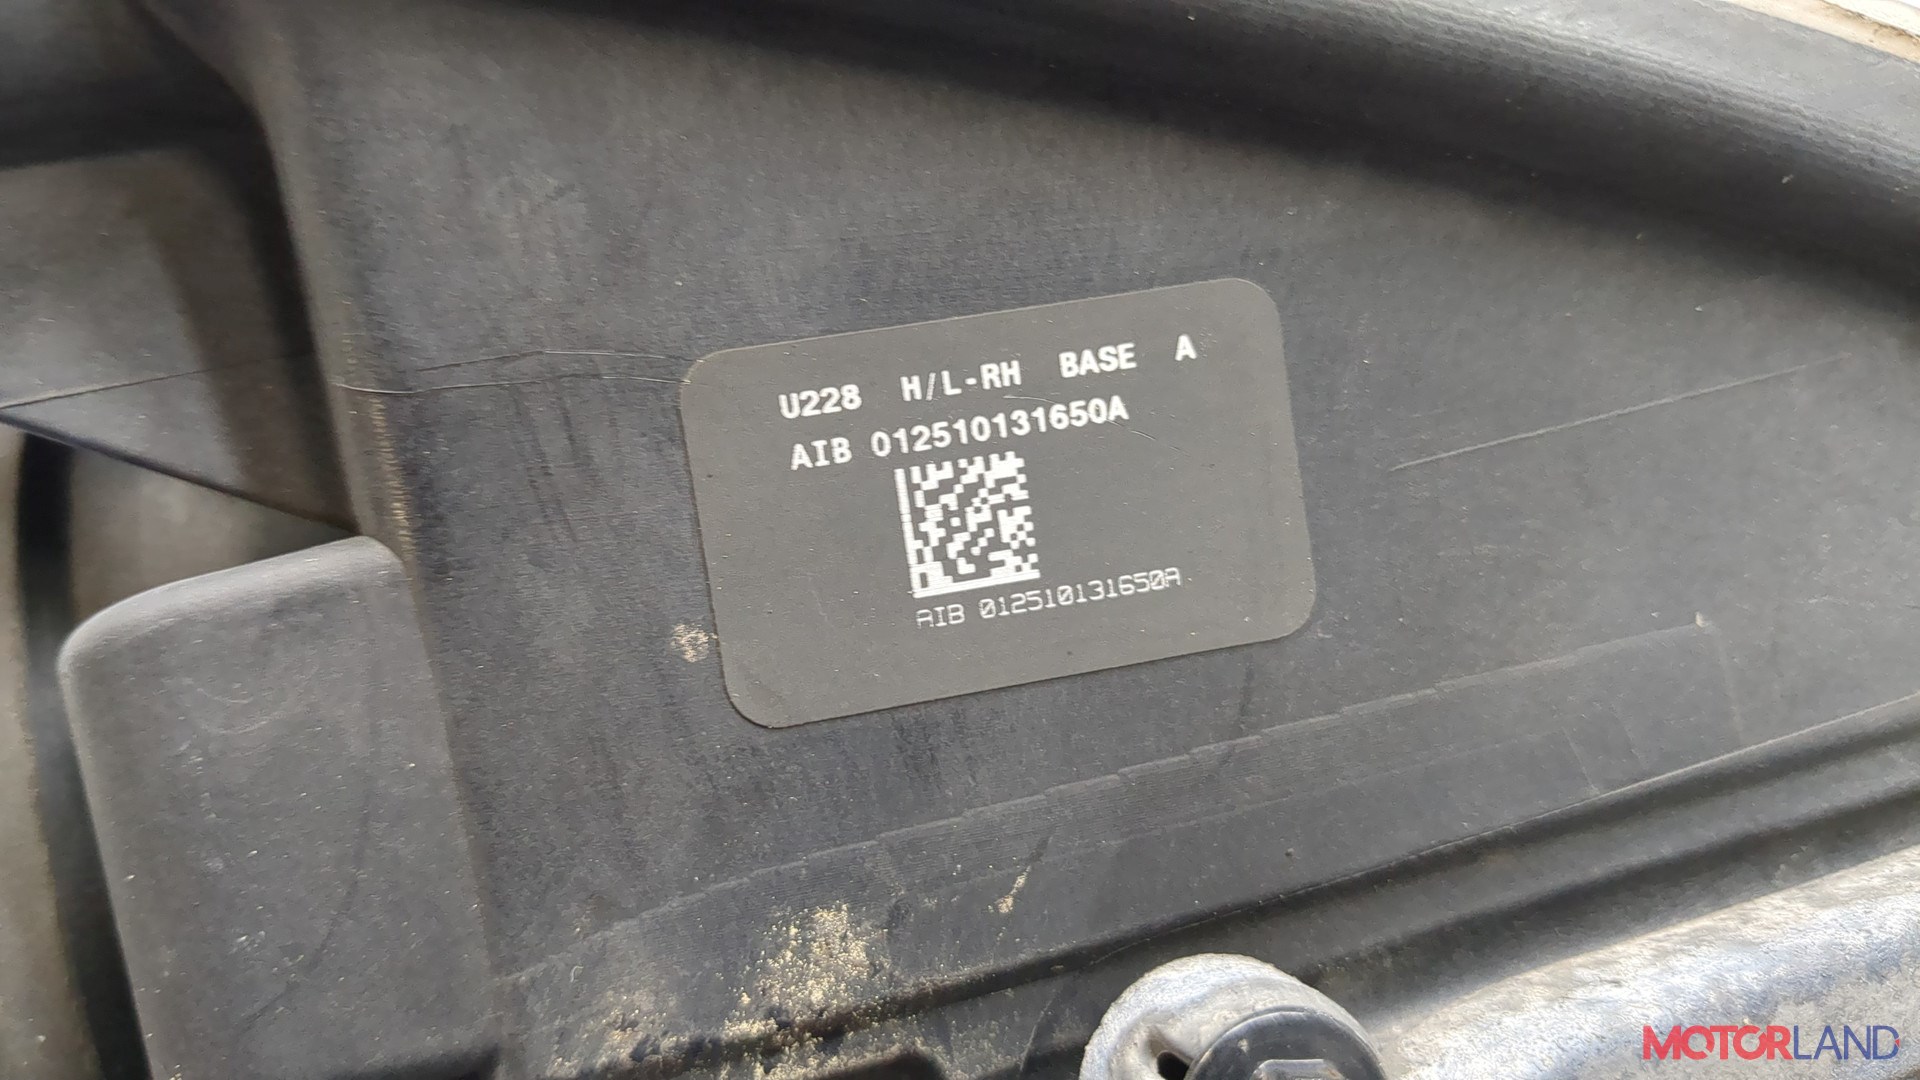 U228 H/L-RH BASE A
AIB 012510131650A
AIB 012510131650A
MOTORLAND